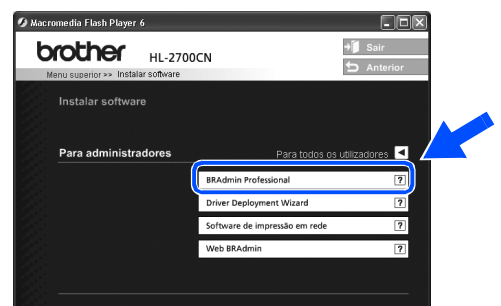 Macromedia Flash Player 6
brother HL-2700CN
Sair
Anterior
Menu superior >> Instalar software
Instalar software
Para administradores
Para todos os utilizadores
BRAdmin Professional ?
Driver Deployment Wizard ?
Software de impressão em rede ?
Web BRAdmin ?